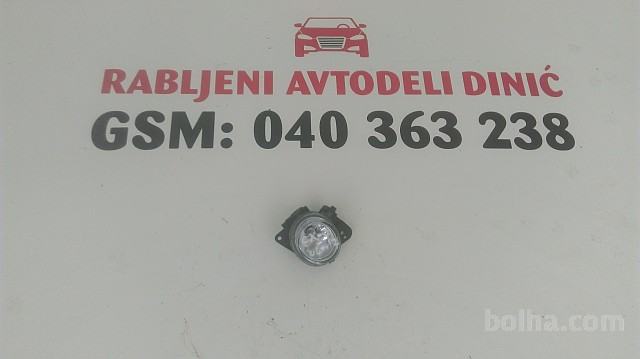 RABLJENI AVTODELI DINIĆ
GSM: 040 363 238
bolha.com